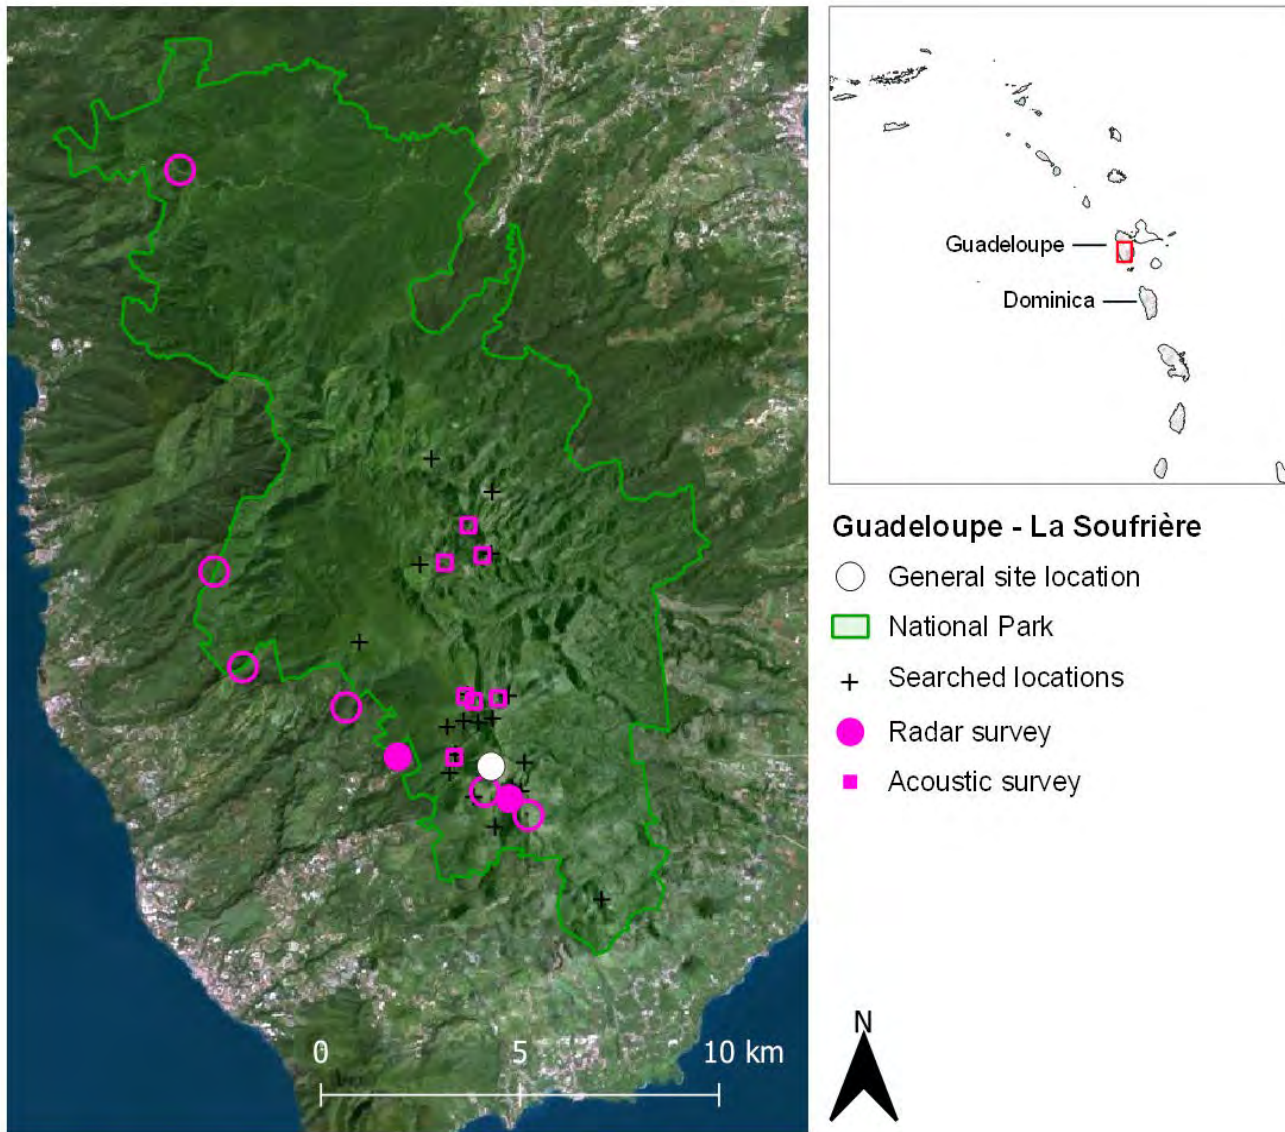 Guadeloupe
Dominica
Guadeloupe - La Soufrière
General site location
National Park
Searched locations
Radar survey
Acoustic survey
N
0 5 10 km